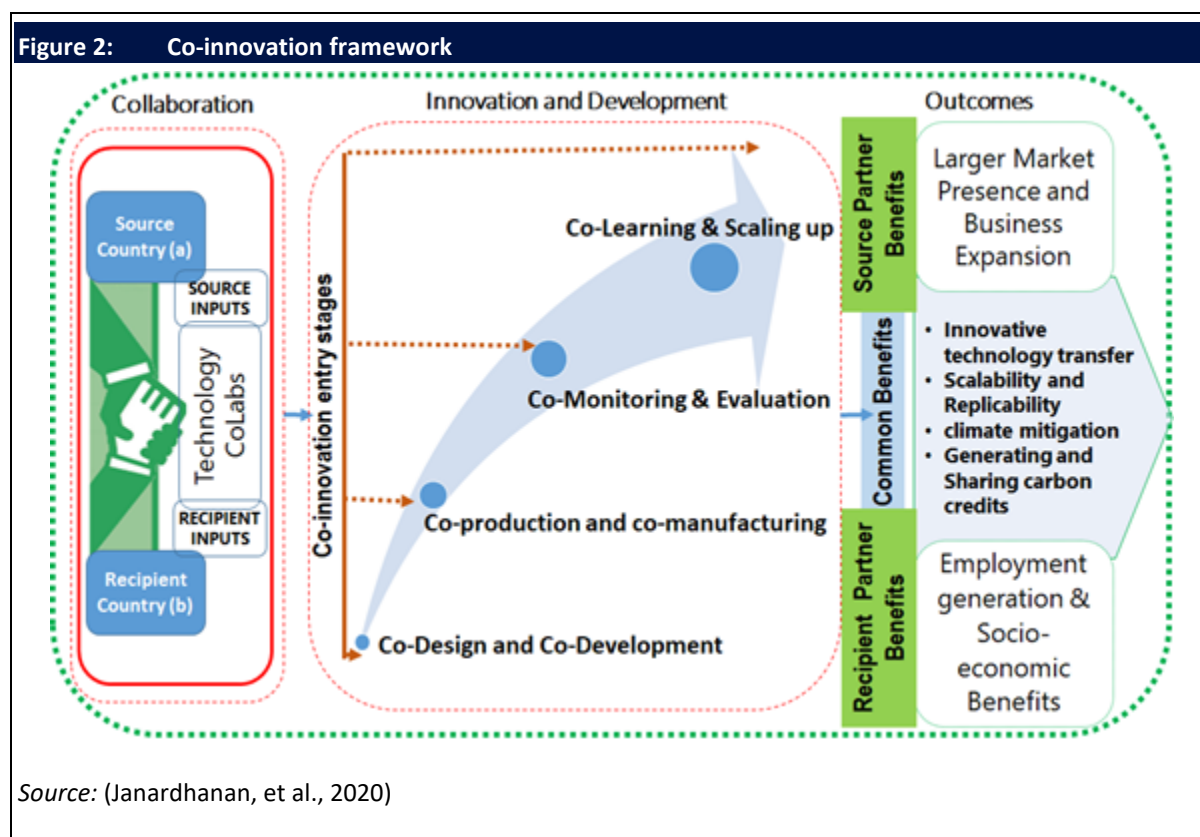 Figure 2: Co-innovation framework
Collaboration
Source
Country (a)
SOURCE
INPUTS
Technology
CoLabs
RECIPIENT
INPUTS
Recipient
Country (b)
Innovation and Development
Co-innovation entry stages
Co-Learning & Scaling up
Co-Monitoring & Evaluation
Co-production and co-manufacturing
Co-Design and Co-Development
Outcomes
Source Partner
Benefits
Larger Market
Presence and
Business
Expansion
Common Benefits
• Innovative
technology transfer
• Scalability and
Replicability
• climate mitigation
• Generating and
Sharing carbon
credits
Recipient Partner
Benefits
Employment
generation &
Socio-
economic
Benefits
Source: (Janardhanan, et al., 2020)